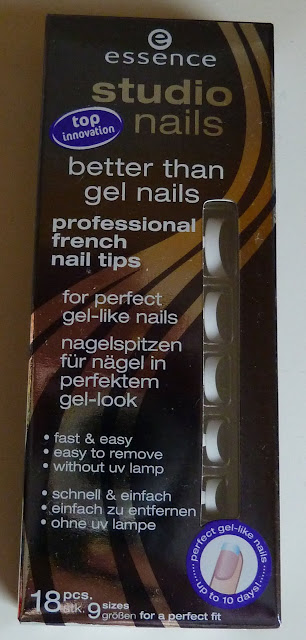 e
essence
studio
nails
top
innovation
better than
gel nails
professional
french
nail tips
for perfect
gel-like nails
nagelspitzen
für nägel in
perfektem
gel-look
• fast & easy
• easy to remove
• without uv lamp
• schnell & einfach
• einfach zu entfernen
• ohne uv lampe
perfect gel-like nails
up to 10 days!
18 pcs. 9 sizes
stk. größen for a perfect fit